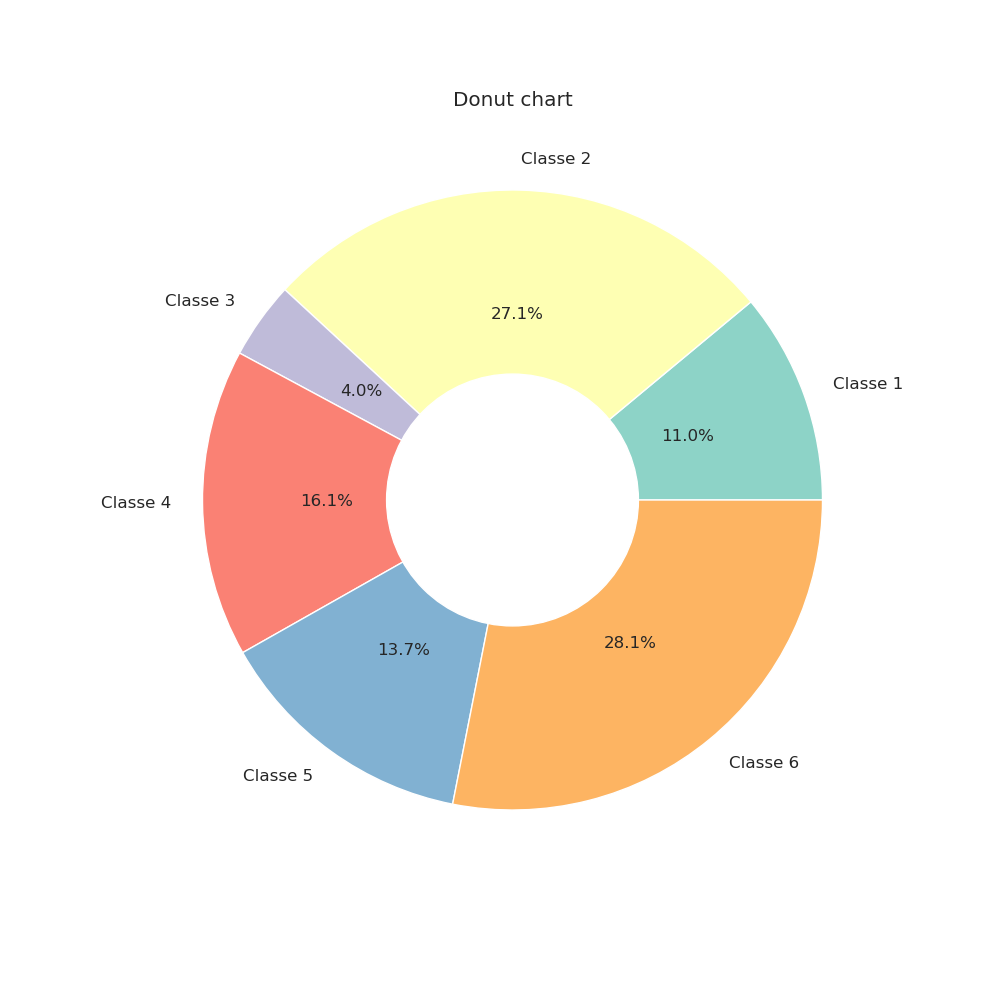 Donut chart
Classe 2
27.1%
Classe 3
Classe 1
4.0%
11.0%
Classe 4
16.1%
13.7%
28.1%
Classe 6
Classe 5